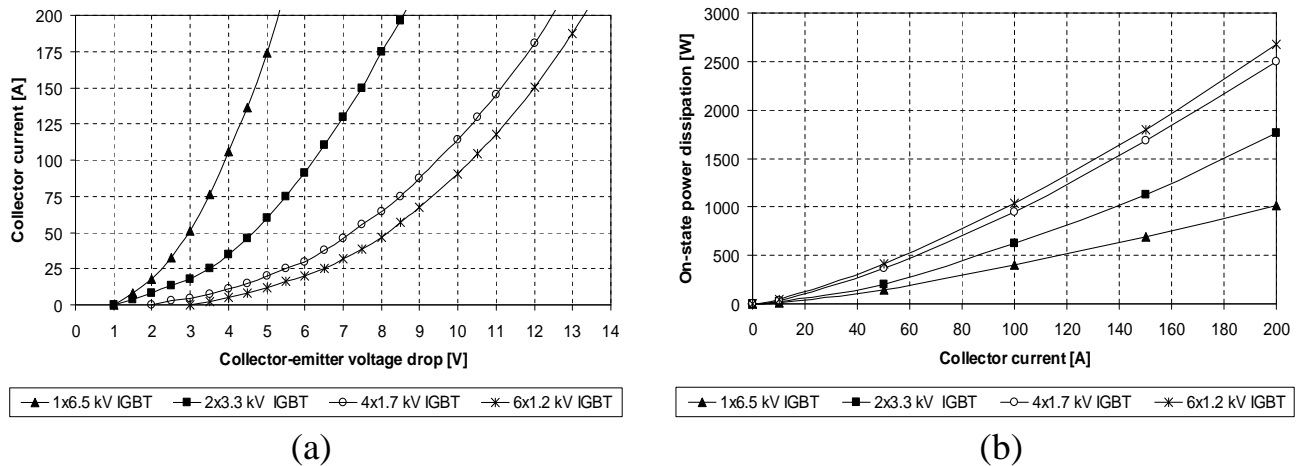 Collector current [A]
200
175
150
125
100
75
50
25
0
0 1 2 3 4 5 6 7 8 9 10 11 12 13 14
Collector-emitter voltage drop [V]
1x6.5 kV IGBT 2x3.3 kV IGBT 4x1.7 kV IGBT 6x1.2 kV IGBT
(a)
On-state power dissipation [W]
3000
2500
2000
1500
1000
500
0
0 20 40 60 80 100 120 140 160 180 200
Collector current [A]
1x6.5 kV IGBT 2x3.3 kV IGBT 4x1.7 kV IGBT 6x1.2 kV IGBT
(b)